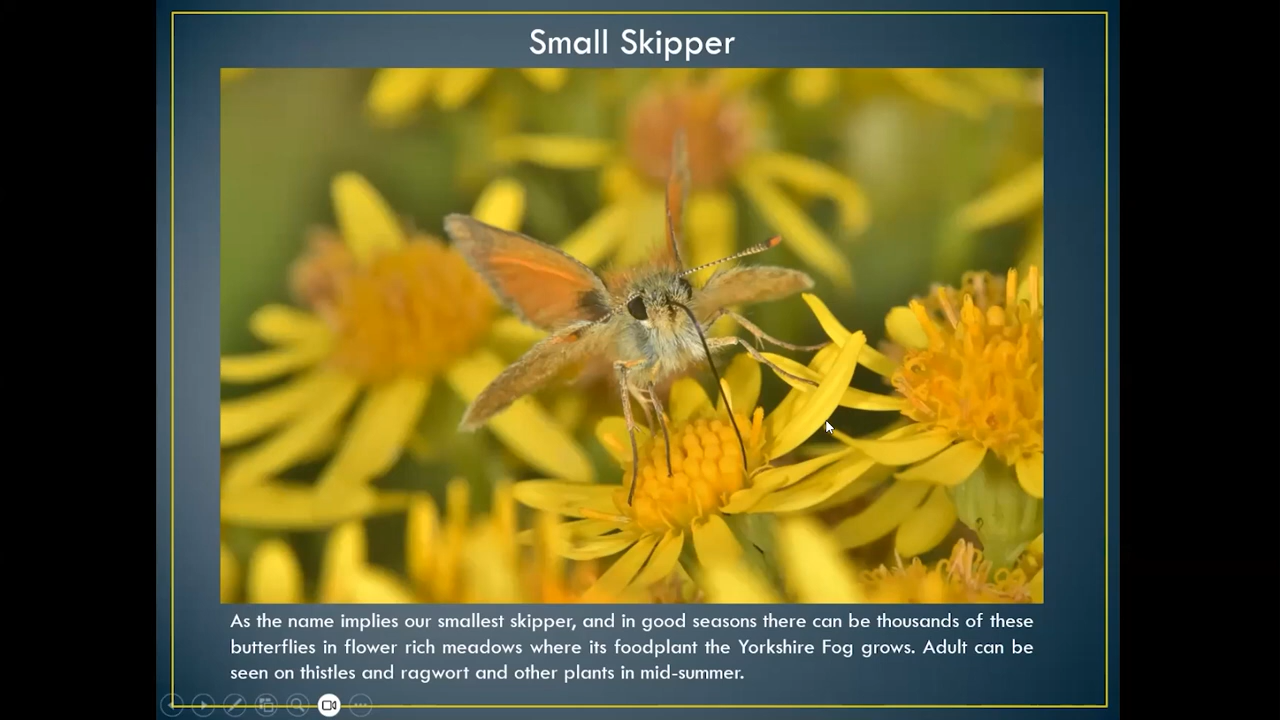 Small Skipper
As the name implies our smallest skipper, and in good seasons there can be thousands of these
butterflies in flower rich meadows where its foodplant the Yorkshire Fog grows. Adult can be
seen on thistles and ragwort and other plants in mid-summer.